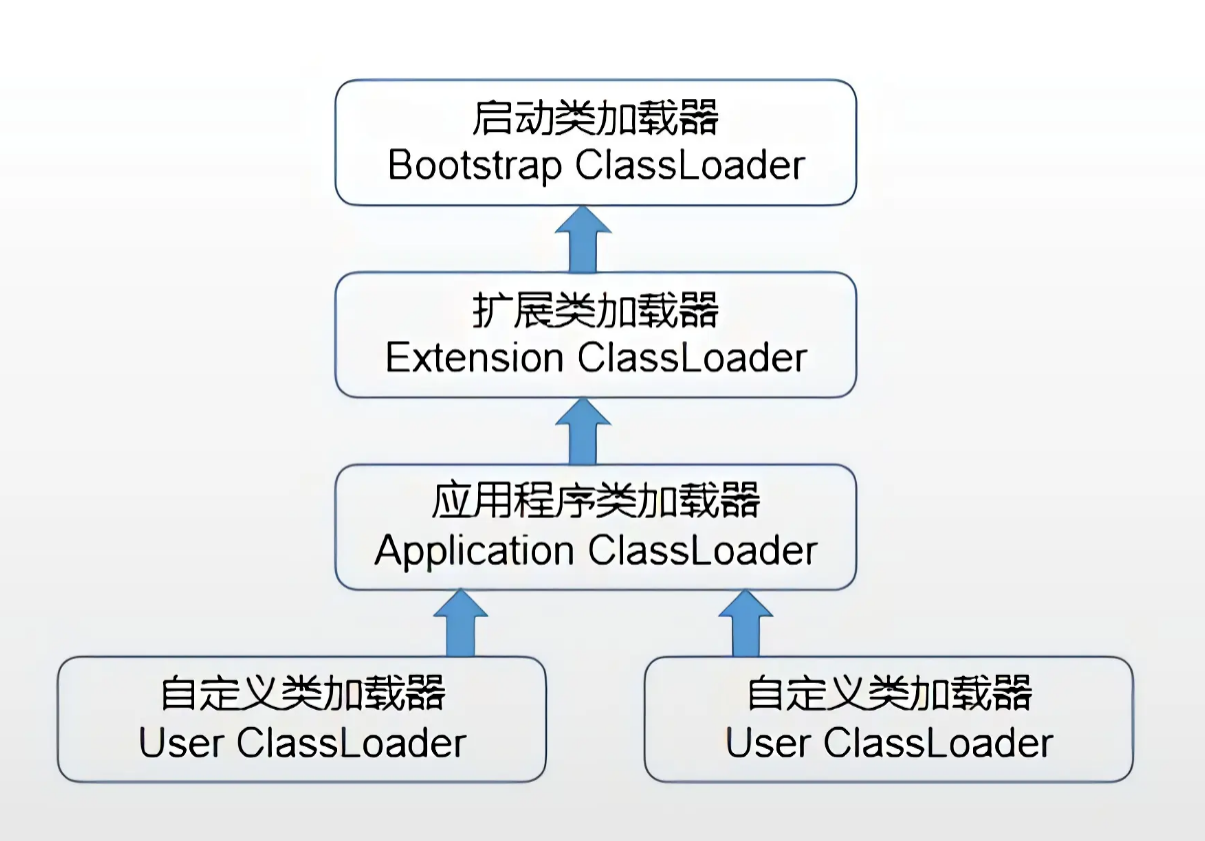 启动类加载器
Bootstrap ClassLoader
扩展类加载器
Extension ClassLoader
应用程序类加载器
Application ClassLoader
自定义类加载器
User ClassLoader
自定义类加载器
User ClassLoader